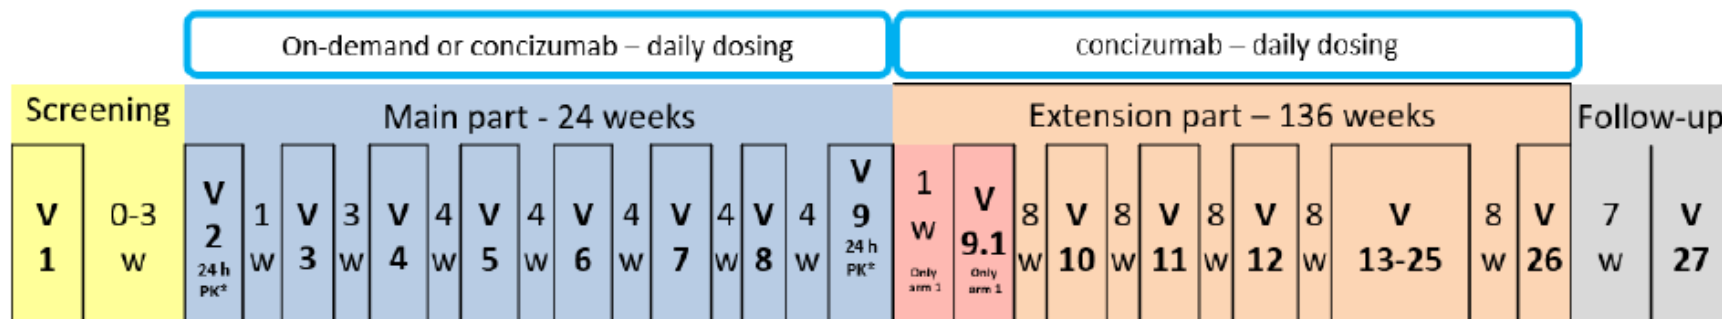 On-demand or concizumab – daily dosing
concizumab – daily dosing
Screening
Main part - 24 weeks
Extension part – 136 weeks
Follow-up
V
1
0-3
w
V
2
24 h
PK*
1
w
V
3
3
w
V
4
4
w
V
5
4
w
V
6
4
w
V
7
4
w
V
8
4
w
V
9
24 h
PK*
1
w
Only
arm 1
V
9.1
Only
arm 1
8
w
V
10
8
w
V
11
8
w
V
12
8
w
V
13-25
8
w
V
26
7
w
V
27